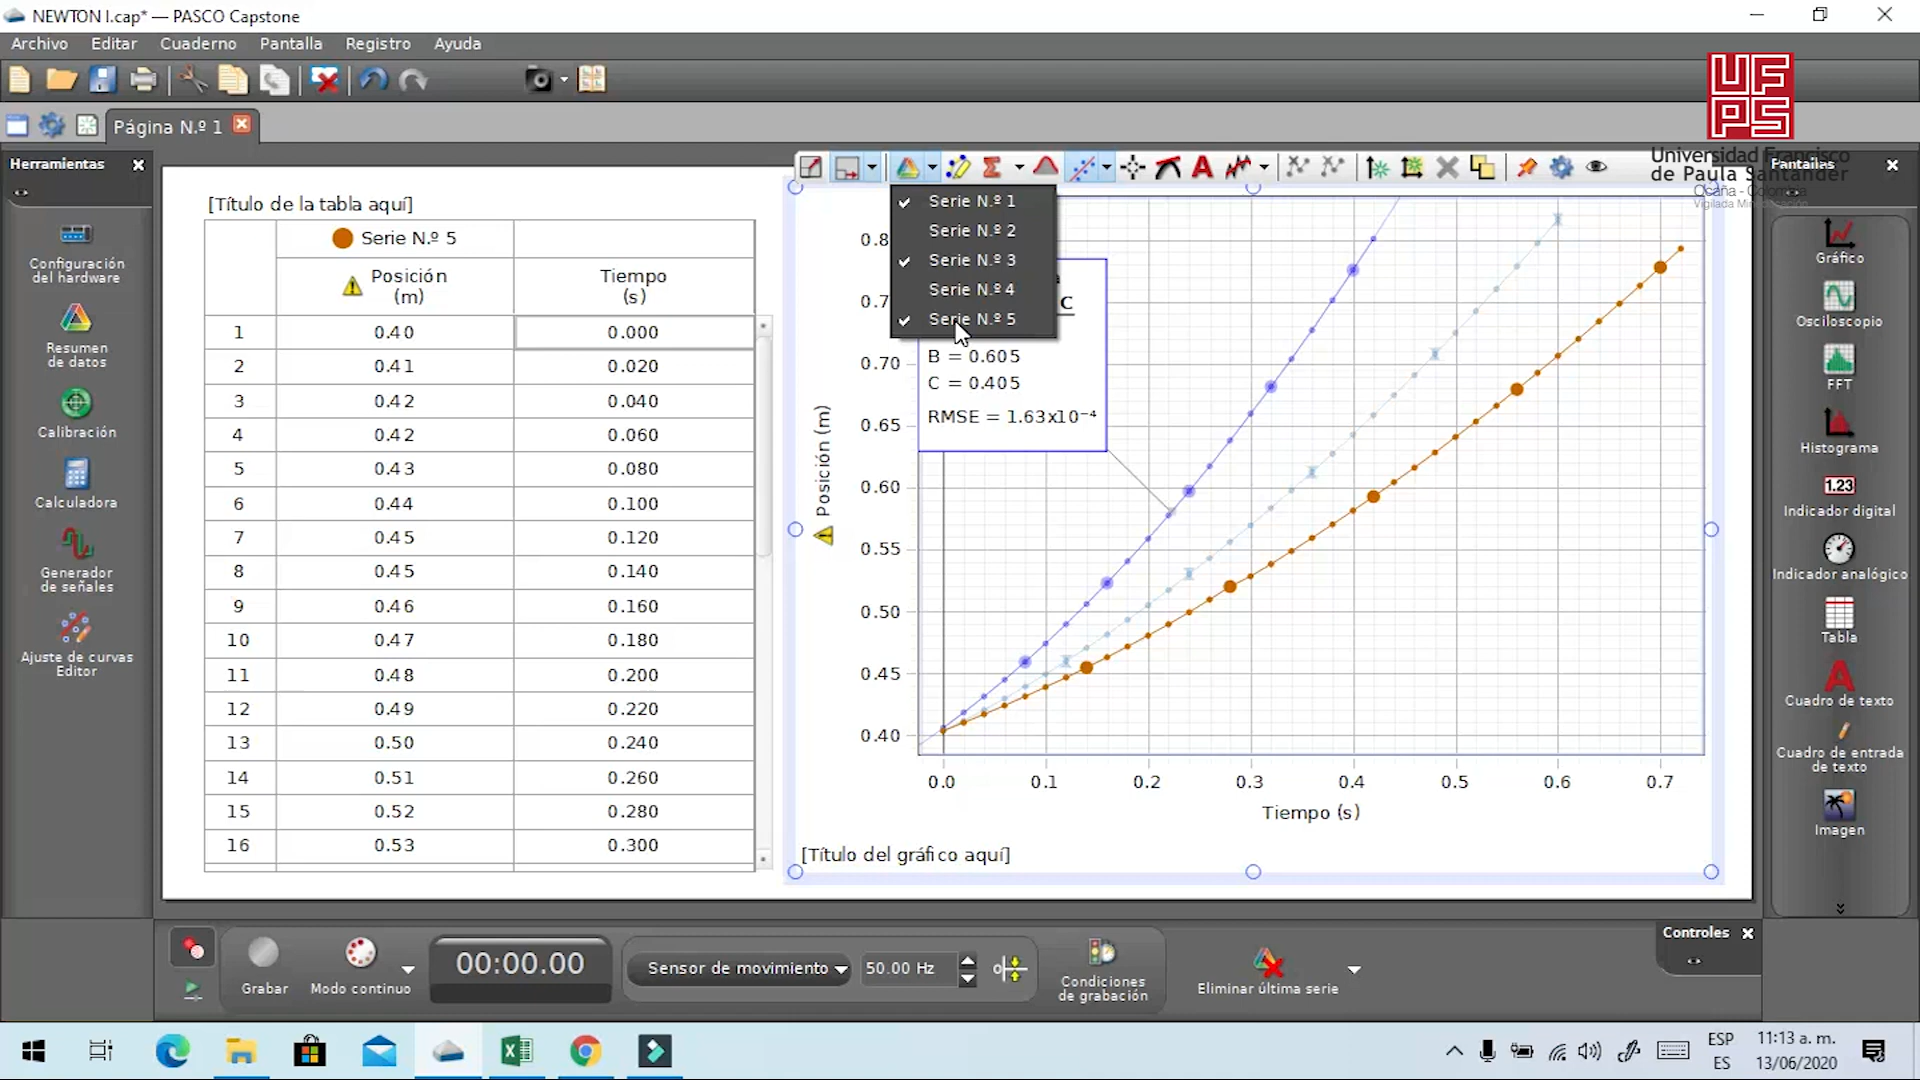 NEWTON I.cap* — PASCO Capstone
Archivo Editar Cuaderno Pantalla Registro Ayuda
UF
PS
Universidad Francisco
de Paula Santander
Ocaña - Colombia
Página N.º 1
Herramientas
Configuración
del hardware
Resumen
de datos
Calibración
Calculadora
Generador
de señales
Ajuste de curvas
Editor
[Título de la tabla aquí]
Serie N.º 5
Posición
(m)
Tiempo
(s)
1 0.40 0.000
2 0.41 0.020
3 0.42 0.040
4 0.42 0.060
5 0.43 0.080
6 0.44 0.100
7 0.45 0.120
8 0.45 0.140
9 0.46 0.160
10 0.47 0.180
11 0.48 0.200
12 0.49 0.220
13 0.50 0.240
14 0.51 0.260
15 0.52 0.280
16 0.53 0.300
Serie N.º 1
Serie N.º 2
Serie N.º 3
Serie N.º 4
Serie N.º 5
C
B = 0.605
C = 0.405
RMSE = 1.63x10⁻⁴
0.70
0.65
0.60
0.55
0.50
0.45
0.40
Posición (m)
0.0 0.1 0.2 0.3 0.4 0.5 0.6 0.7
Tiempo (s)
[Título del gráfico aquí]
Pantallas
Gráfico
Osciloscopio
FFT
Histograma
1.23
Indicador digital
Indicador analógico
Tabla
A
Cuadro de texto
Cuadro de entrada
de texto
Imagen
Controles
Grabar
Modo continuo
00:00.00
Sensor de movimiento
50.00 Hz
Condiciones
de grabación
Eliminar última serie
ESP
ES
11:13 a. m.
13/06/2020